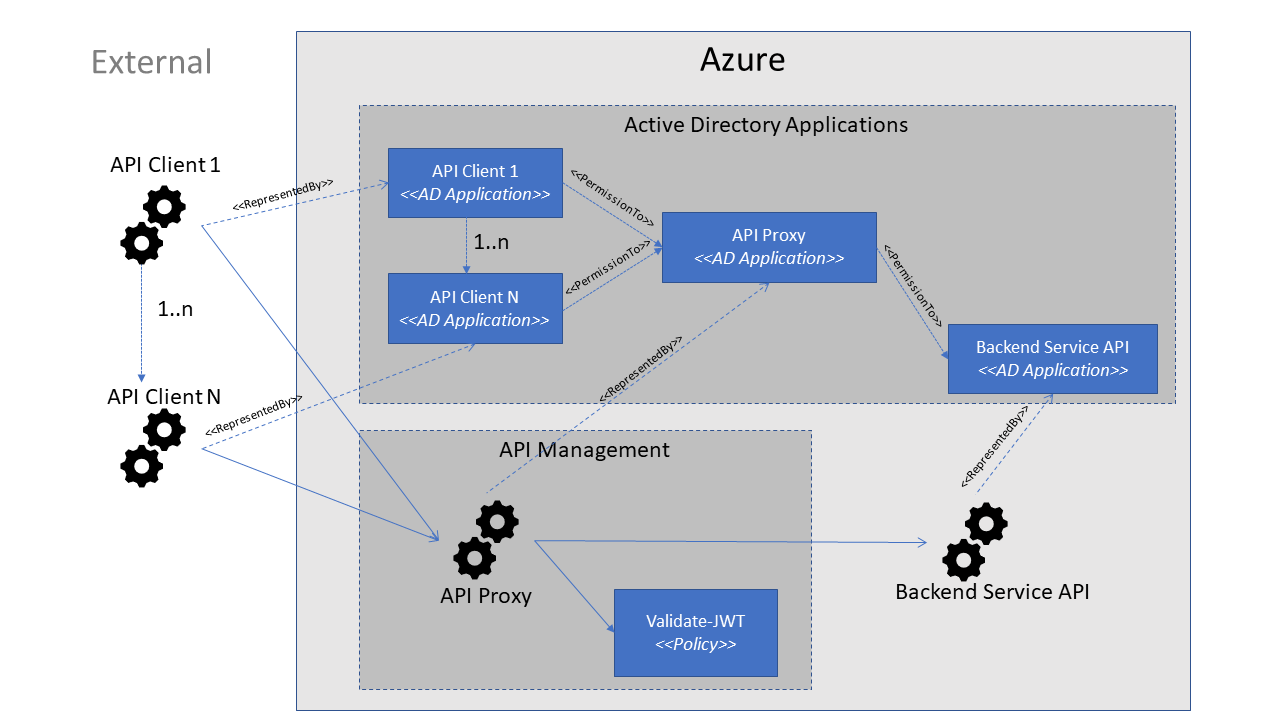 External
Azure
Active Directory Applications
API Client 1
API Client 1
<<AD Application>>
<<RepresentedBy>>
<<PermissionTo>>
1..n
API Proxy
<<AD Application>>
<<PermissionTo>>
<<PermissionTo>>
API Client N
<<AD Application>>
1..n
Backend Service API
<<AD Application>>
<<RepresentedBy>>
API Client N
<<RepresentedBy>>
<<RepresentedBy>>
API Management
API Proxy
Backend Service API
Validate-JWT
<<Policy>>